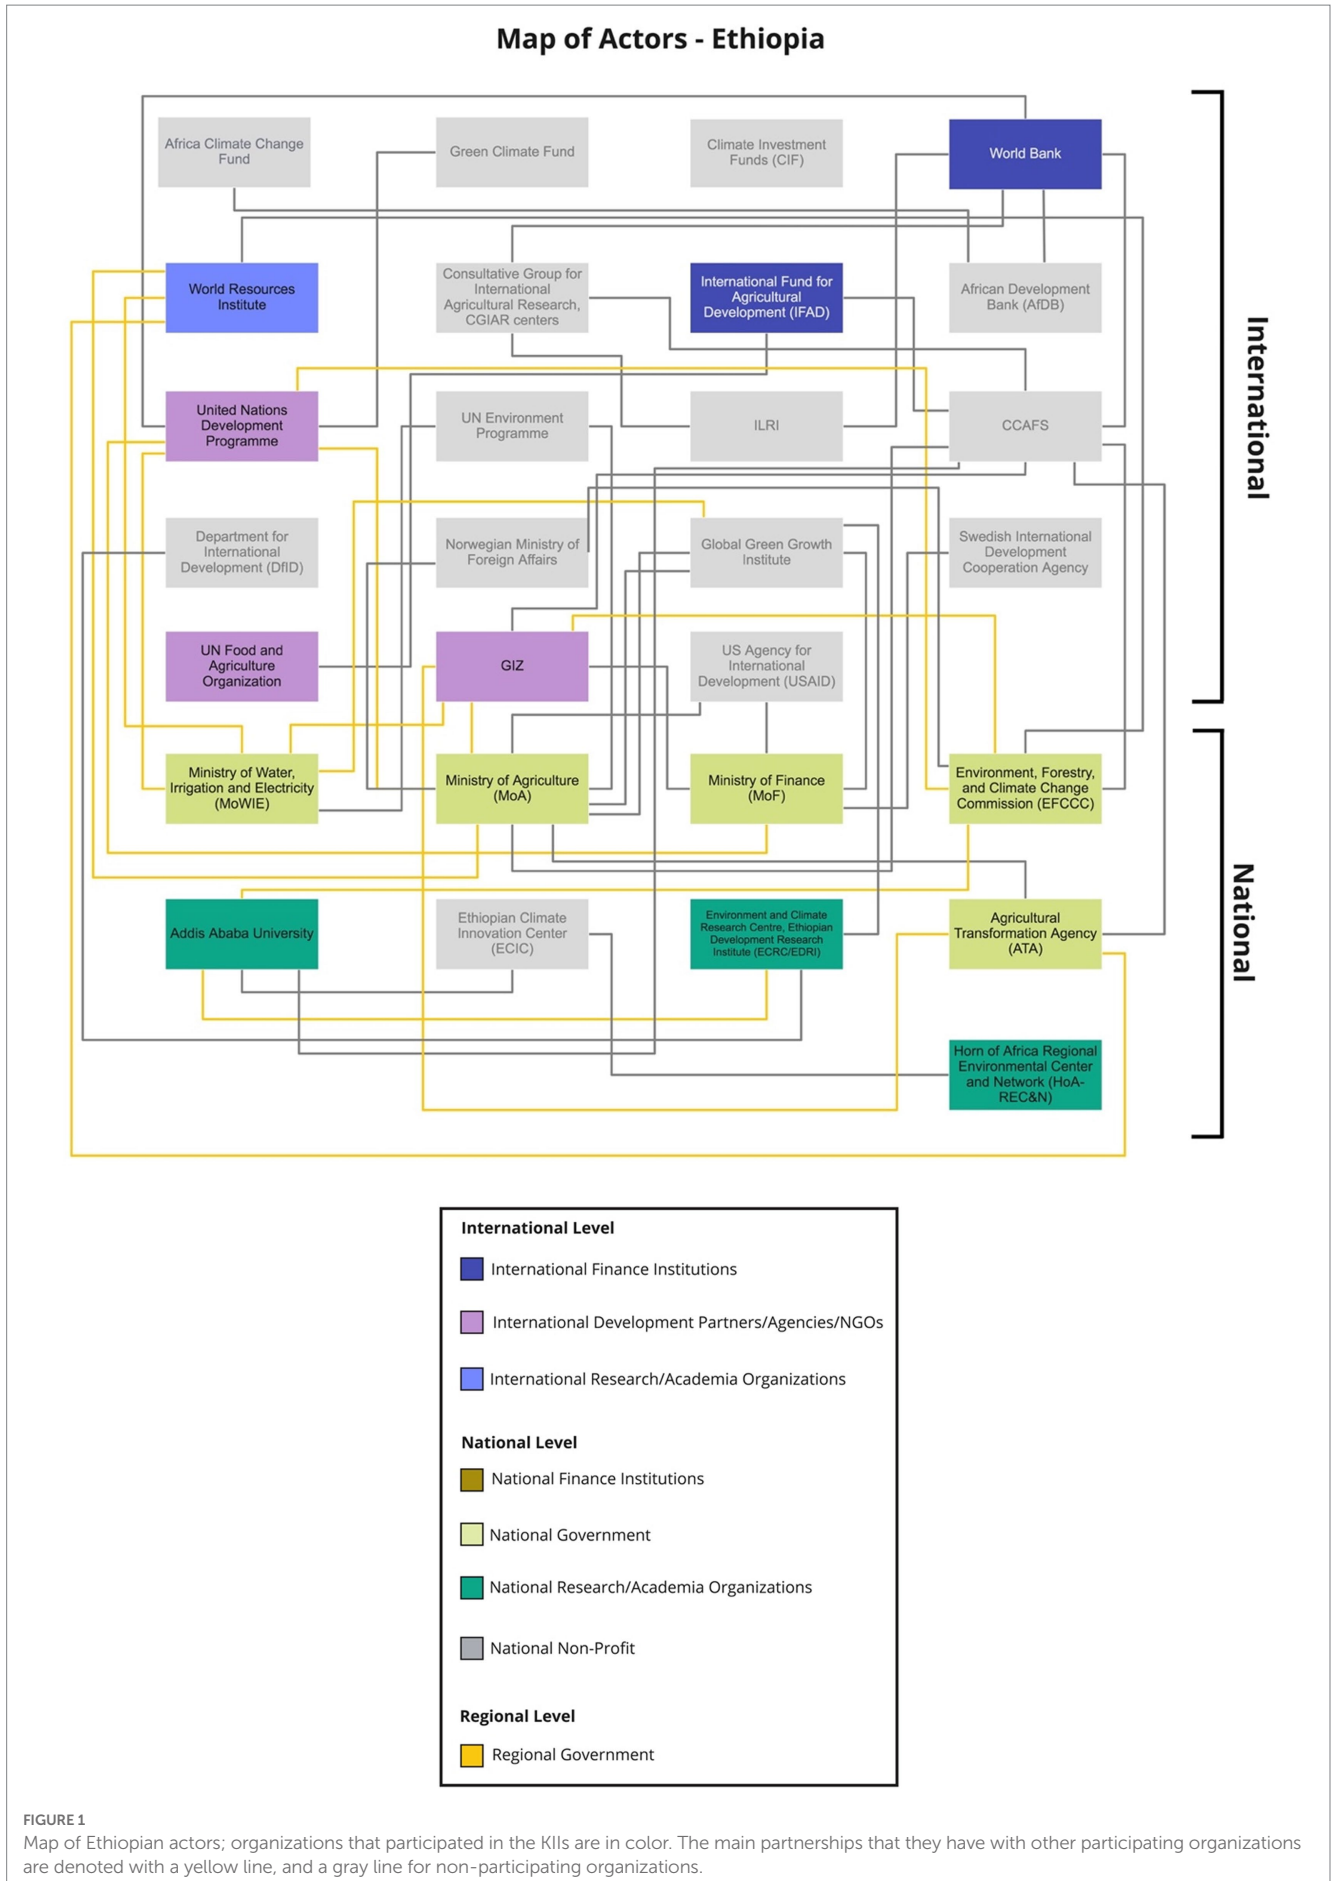 Map of Actors - Ethiopia
Africa Climate Change
Fund
Green Climate Fund
Climate Investment
Funds (CIF)
World Bank
World Resources
Institute
Consultative Group for
International
Agricultural Research,
CGIAR centers
International Fund for
Agricultural
Development (IFAD)
African Development
Bank (AfDB)
United Nations
Development
Programme
UN Environment
Programme
ILRI
CCAFS
International
Department for
International
Development (DfID)
Norwegian Ministry of
Foreign Affairs
Global Green Growth
Institute
Swedish International
Development
Cooperation Agency
UN Food and
Agriculture
Organization
GIZ
US Agency for
International
Development (USAID)
Ministry of Water,
Irrigation and Electricity
(MoWIE)
Ministry of Agriculture
(MoA)
Ministry of Finance
(MoF)
Environment, Forestry,
and Climate Change
Commission (EFCCC)
National
Addis Ababa University
Ethiopian Climate
Innovation Center
(ECIC)
Environment and Climate
Research Centre, Ethiopian
Development Research
Institute (ECRC/EDRI)
Agricultural
Transformation Agency
(ATA)
Horn of Africa Regional
Environmental Center
and Network (HoA-
REC&N)
International Level
International Finance Institutions
International Development Partners/Agencies/NGOs
International Research/Academia Organizations
National Level
National Finance Institutions
National Government
National Research/Academia Organizations
National Non-Profit
Regional Level
Regional Government
FIGURE 1
Map of Ethiopian actors; organizations that participated in the KIIs are in color. The main partnerships that they have with other participating organizations
are denoted with a yellow line, and a gray line for non-participating organizations.